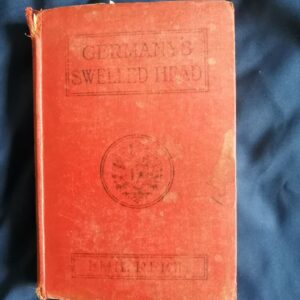 GERMANY'S
SWELLED HEAD
EMIL REICH